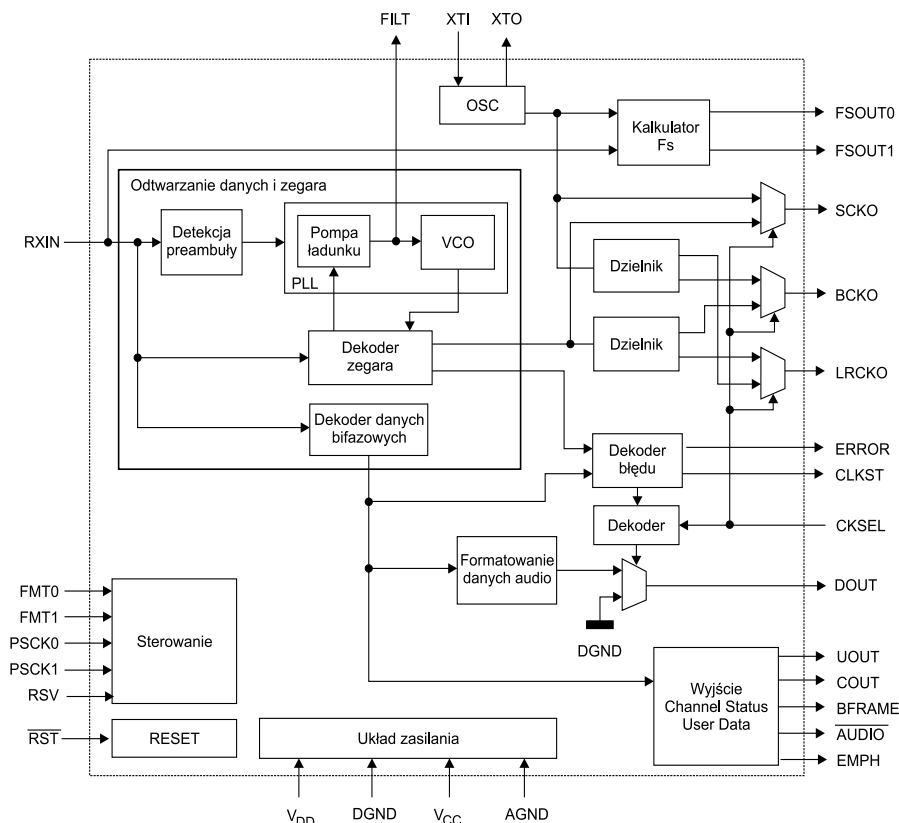 FILT XTI XTO
OSC
Kalkulator
Fs
FSOUT0
FSOUT1
Odtwarzanie danych i zegara
RXIN
Detekcja
preambuły
Pompa
ładunku
VCO
PLL
SCKO
Dzielnik
BCKO
Dekoder
zegara
Dzielnik
LRCKO
Dekoder danych
bifazowych
Dekoder
błędu
ERROR
CLKST
Dekoder
CKSEL
Formatowanie
danych audio
DOUT
DGND
FMT0
FMT1
PSCK0
PSCK1
RSV
Sterowanie
RST
RESET
Układ zasilania
Wyjście
Channel Status
User Data
UOUT
COUT
BFRAME
AUDIO
EMPH
VDD DGND VCC AGND